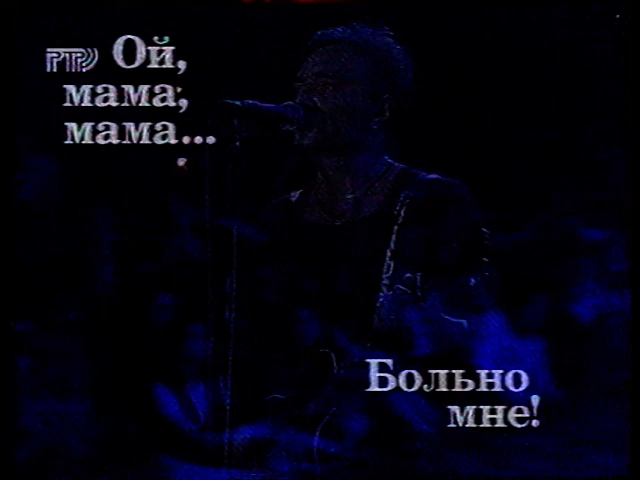 РТР Ой,
мама,
мама...
Больно
мне!